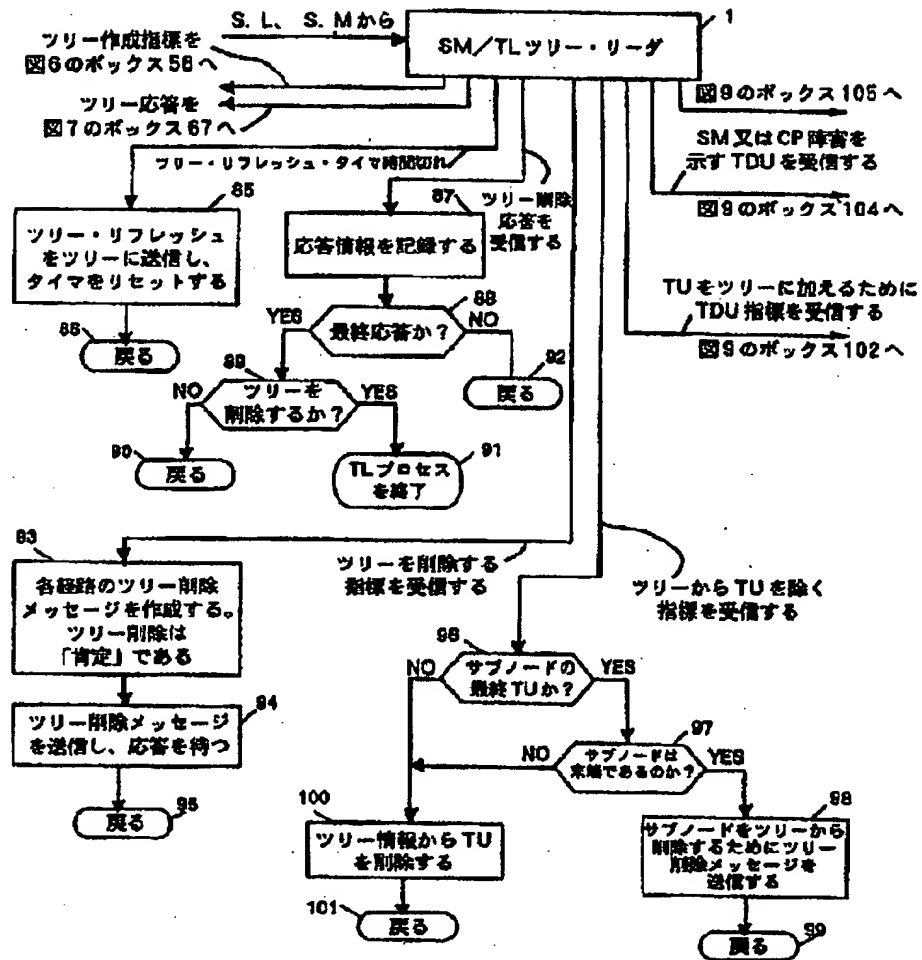 S.L、S.Mから
1
SM/TLツリー・リーダ
ツリー作成指標を
図6のボックス56へ
ツリー応答を
図7のボックス67へ
ツリー・リフレッシュ・タイマ時間切れ
図9のボックス105へ
SM又はCP障害を
示すTDUを受信する
図9のボックス104へ
TUをツリーに加えるために
TDU指標を受信する
図9のボックス102へ
85
ツリー・リフレッシュ
をツリーに送信し、
タイマをリセットする
86
戻る
87
ツリー削除
応答を
受信する
応答情報を記録する
88
YES
最終応答か?
NO
92
戻る
89
NO
ツリーを
削除するか?
YES
90
戻る
91
TLプロセス
を終了
ツリーを削除する
指標を受信する
93
各経路のツリー削除
メッセージを作成する。
ツリー削除は
「肯定」である
94
ツリー削除メッセージ
を送信し、応答を待つ
95
戻る
ツリーからTUを除く
指標を受信する
96
NO
サブノードの
最終TUか?
YES
97
NO
サブノードは
末端であるのか?
YES
100
ツリー情報からTU
を削除する
101
戻る
98
サブノードをツリーから
削除するためにツリー
削除メッセージを
送信する
99
戻る